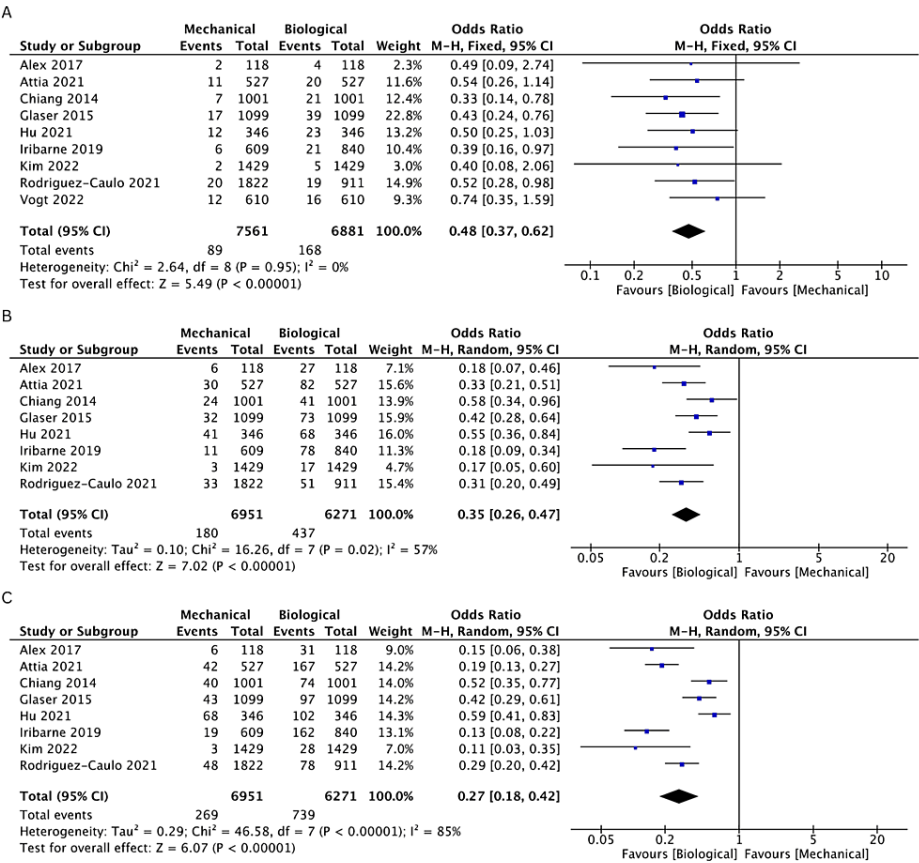 A
Mechanical Biological Odds Ratio Odds Ratio
Study or Subgroup Events Total Events Total Weight M-H, Fixed, 95% CI M-H, Fixed, 95% CI
Alex 2017 2 118 4 118 2.3% 0.49 [0.09, 2.74]
Attia 2021 11 527 20 527 11.6% 0.54 [0.26, 1.14]
Chiang 2014 7 1001 21 1001 12.4% 0.33 [0.14, 0.78]
Glaser 2015 17 1099 39 1099 22.8% 0.43 [0.24, 0.76]
Hu 2021 12 346 23 346 13.2% 0.50 [0.25, 1.03]
Iribarne 2019 6 609 21 840 10.4% 0.39 [0.16, 0.97]
Kim 2022 2 1429 5 1429 3.0% 0.40 [0.08, 2.06]
Rodriguez-Caulo 2021 20 1822 19 911 14.9% 0.52 [0.28, 0.98]
Vogt 2022 12 610 16 610 9.3% 0.74 [0.35, 1.59]
Total (95% CI) 7561 6881 100.0% 0.48 [0.37, 0.62]
Total events 89 168
Heterogeneity: Chi² = 2.64, df = 8 (P = 0.95); I² = 0%
Test for overall effect: Z = 5.49 (P < 0.00001)
0.1 0.2 0.5 1 2 5 10
Favours [Biological] Favours [Mechanical]
B
Mechanical Biological Odds Ratio Odds Ratio
Study or Subgroup Events Total Events Total Weight M-H, Random, 95% CI M-H, Random, 95% CI
Alex 2017 6 118 27 118 7.1% 0.18 [0.07, 0.46]
Attia 2021 30 527 82 527 15.6% 0.33 [0.21, 0.51]
Chiang 2014 24 1001 41 1001 13.9% 0.58 [0.34, 0.96]
Glaser 2015 32 1099 73 1099 15.9% 0.42 [0.28, 0.64]
Hu 2021 41 346 68 346 16.0% 0.55 [0.36, 0.84]
Iribarne 2019 11 609 78 840 11.3% 0.18 [0.09, 0.34]
Kim 2022 3 1429 17 1429 4.7% 0.17 [0.05, 0.60]
Rodriguez-Caulo 2021 33 1822 51 911 15.4% 0.31 [0.20, 0.49]
Total (95% CI) 6951 6271 100.0% 0.35 [0.26, 0.47]
Total events 180 437
Heterogeneity: Tau² = 0.10; Chi² = 16.26, df = 7 (P = 0.02); I² = 57%
Test for overall effect: Z = 7.02 (P < 0.00001)
0.05 0.2 1 5 20
Favours [Biological] Favours [Mechanical]
C
Mechanical Biological Odds Ratio Odds Ratio
Study or Subgroup Events Total Events Total Weight M-H, Random, 95% CI M-H, Random, 95% CI
Alex 2017 6 118 31 118 9.0% 0.15 [0.06, 0.38]
Attia 2021 42 527 167 527 14.2% 0.19 [0.13, 0.27]
Chiang 2014 40 1001 74 1001 14.0% 0.52 [0.35, 0.77]
Glaser 2015 43 1099 97 1099 14.2% 0.42 [0.29, 0.61]
Hu 2021 68 346 102 346 14.3% 0.59 [0.41, 0.83]
Iribarne 2019 19 609 162 840 13.1% 0.13 [0.08, 0.22]
Kim 2022 3 1429 28 1429 7.0% 0.11 [0.03, 0.35]
Rodriguez-Caulo 2021 48 1822 78 911 14.2% 0.29 [0.20, 0.42]
Total (95% CI) 6951 6271 100.0% 0.27 [0.18, 0.42]
Total events 269 739
Heterogeneity: Tau² = 0.29; Chi² = 46.58, df = 7 (P < 0.00001); I² = 85%
Test for overall effect: Z = 6.07 (P < 0.00001)
0.05 0.2 1 5 20
Favours [Biological] Favours [Mechanical]